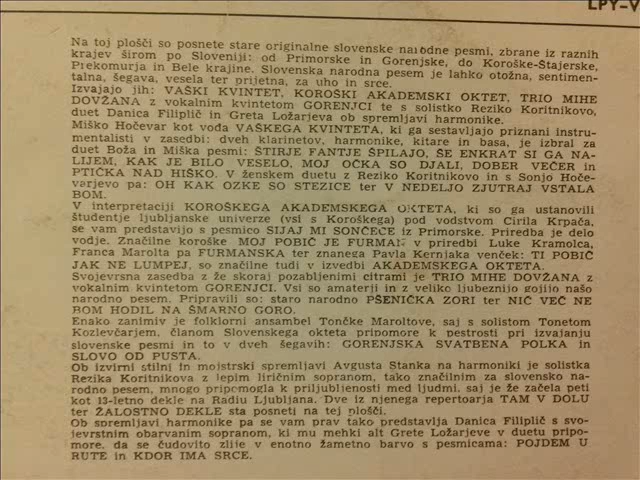 LPY-V
Na toj plošči so posnete stare originalne slovenske narodne pesmi, zbrane iz raznih
krajev širom po Sloveniji: od Primorske in Gorenjske, do Koroške-Štajerske,
Prekomurja in Bele krajine. Slovenska narodna pesem je lahko otožna, sentimen-
talna, šegava, vesela ter prijetna, za uho in srce.
Izvajajo jih: VAŠKI KVINTET, KOROŠKI AKADEMSKI OKTET, TRIO MIHE
DOVŽANA z vokalnim kvintetom GORENJCI te s solistko Reziko Koritnikovo,
duet Danica Filiplič in Greta Ložarjeva ob spremljavi harmonike.
Miško Hočevar kot vođa VAŠKEGA KVINTETA, ki ga sestavljajo priznani instru-
mentalisti v zasedbi: dveh klarinetov, harmonike, kitare in basa, je izbral za
duet Boža in Miška pesmi: ŠTIRJE FANTJE ŠPILAJO, ŠE ENKRAT SI GA NA-
LIJEM, KAK JE BILO VESELO, MOJ OČKA SO DJALI, DOBER VEČER in
PTIČKA NAD HIŠKO. V ženskem duetu z Reziko Koritnikovo in s Sonjo Hoče-
varjevo pa: OH KAK OZKE SO STEZICE ter V NEDELJO ZJUTRAJ VSTALA
BOM.
V interpretaciji KOROŠKEGA AKADEMSKEGA OKTETA, ki so ga ustanovili
študentje ljubljanske univerze (vsi s Koroškega) pod vodstvom Cirila Krpača,
se vam predstavijo s pesmico SIJAJ MI SONČECE iz Primorske. Priredba je delo
vodje. Značilne koroške MOJ POBIČ JE FURMAN v priredbi Luke Kramolca,
Franca Marolta pa FURMANSKA ter znanega Pavla Kernjaka venček: TI POBIČ
JAK NE LUMPEJ, so značilne tudi v izvedbi AKADEMSKEGA OKTETA.
Svojevrsna zasedba z že skoraj pozabljenimi citrami je TRIO MIHE DOVŽANA z
vokalnim kvintetom GORENJCI. Vsi so amaterji in z veliko ljubeznijo gojijo našo
narodno pesem. Pripravili so: staro narodno PŠENIČKA ZORI ter NIČ VEČ NE
BOM HODIL NA ŠMARNO GORO.
Enako zanimiv je folklorni ansambel Tončke Maroltove, saj s solistom Tonetom
Kozlevčarjem, članom pripSlovenskega okteta pripomore k pestrosti pri izvajanju
slovenske pesmi in to v dveh šegavih: GORENJSKA SVATBENA POLKA in
SLOVO OD PUSTA.
Ob izvirni stilni in mojstrski spremljavi Avgusta Stanka na harmoniki je solistka
Rezika Koritnikova z lepim liričnim sopranom, tako značilnim za slovensko na-
rodno pesem, mnogo pripcmogla k priljubljenosti med ljudmi, saj je že začela peti
kot 13-letno dekle na Radiu Ljubljana. Dve iz njenega repertoarja TAM V DOLU
ter ŽALOSTNO DEKLE sta posneti na tej plošči.
Ob spremljavi harmonike pa se vam prav tako predstavlja Danica Filiplič s svo-
jevrstnim obarvanim sopranom, ki mu mehki alt Grete Ložarjeve v duetu pripo-
more, da se čudovito zlije v enotno žametno barvo s pesmicama: POJDEM U
RUTE in KDOR IMA SRCE.